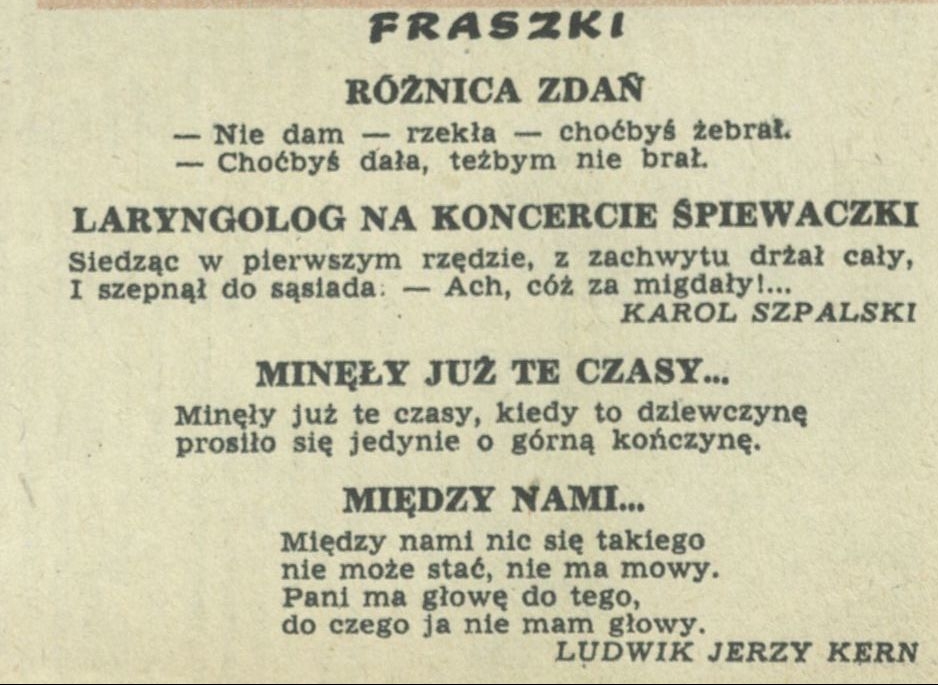 FRASZKI
RÓŻNICA ZDAŃ
— Nie dam — rzekła — choćbyś żebrał.
— Choćbyś dała, teżbym nie brał.
LARYNGOLOG NA KONCERCIE ŚPIEWACZKI
Siedząc w pierwszym rzędzie, z zachwytu drżał cały,
I szepnął do sąsiada: — Ach, cóż za migdały!...
KAROL SZPALSKI
MINĘŁY JUŻ TE CZASY...
Minęły już te czasy, kiedy to dziewczynę
prosiło się jedynie o górną kończynę.
MIĘDZY NAMI...
Między nami nic się takiego
nie może stać, nie ma mowy.
Pani ma głowę do tego,
do czego ja nie mam głowy.
LUDWIK JERZY KERN